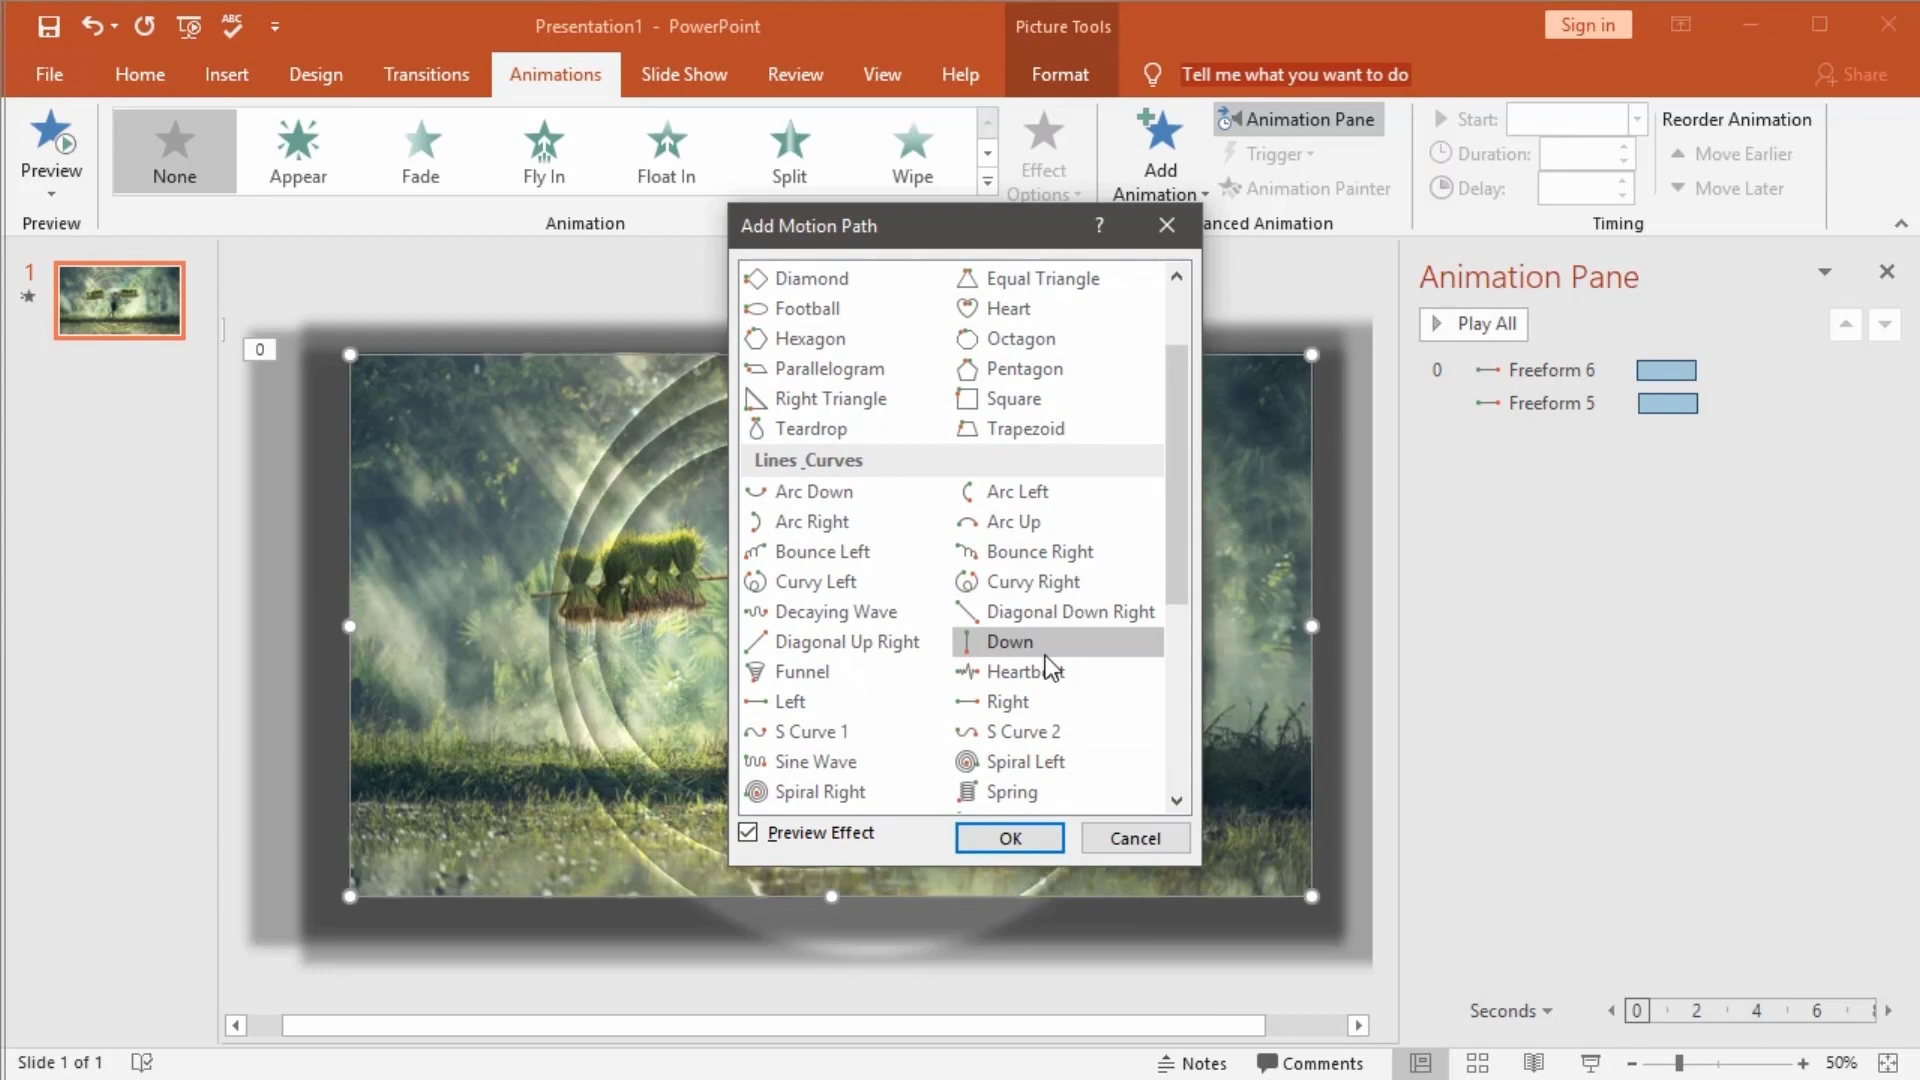 ABC
Presentation1 - PowerPoint
Picture Tools
Sign in
File
Home
Insert
Design
Transitions
Animations
Slide Show
Review
View
Help
Format
Tell me what you want to do
Share
Preview
None
Appear
Fade
Fly In
Float In
Split
Wipe
Effect
Options
Add
Animation
Animation Pane
Trigger
Animation Painter
Start:
Duration:
Delay:
Reorder Animation
Move Earlier
Move Later
Preview
Animation
anced Animation
Timing
1
0
Add Motion Path
?
Diamond
Equal Triangle
Football
Heart
Hexagon
Octagon
Parallelogram
Pentagon
Right Triangle
Square
Teardrop
Trapezoid
Lines_Curves
Arc Down
Arc Left
Arc Right
Arc Up
Bounce Left
Bounce Right
Curvy Left
Curvy Right
Decaying Wave
Diagonal Down Right
Diagonal Up Right
Down
Funnel
Heartbeat
Left
Right
S Curve 1
S Curve 2
Sine Wave
Spiral Left
Spiral Right
Spring
Preview Effect
OK
Cancel
Animation Pane
Play All
0 Freeform 6
Freeform 5
Seconds
0 2 4 6
Slide 1 of 1
Notes
Comments
50%